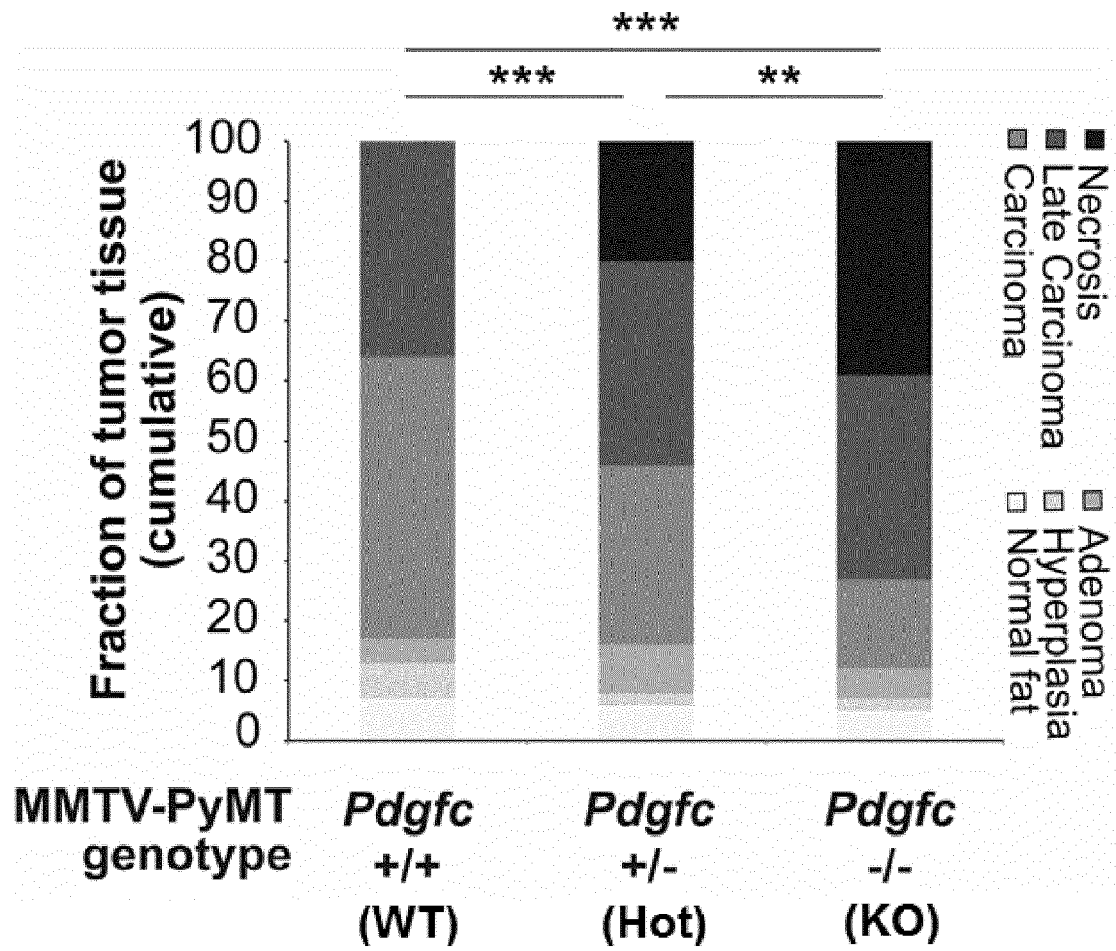 ***
*** **
Fraction of tumor tissue
(cumulative)
100
90
80
70
60
50
40
30
20
10
0
Necrosis
Late Carcinoma
Carcinoma
Adenoma
Hyperplasia
Normal fat
MMTV-PyMT
genotype
Pdgfc Pdgfc Pdgfc
+/+ +/- -/-
(WT) (Hot) (KO)